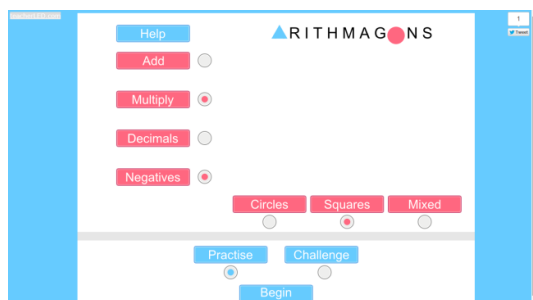 Help
ARITHMAGONS
Add
Multiply
Decimals
Negatives
Circles Squares Mixed
Practise Challenge
Begin
1
Tweet